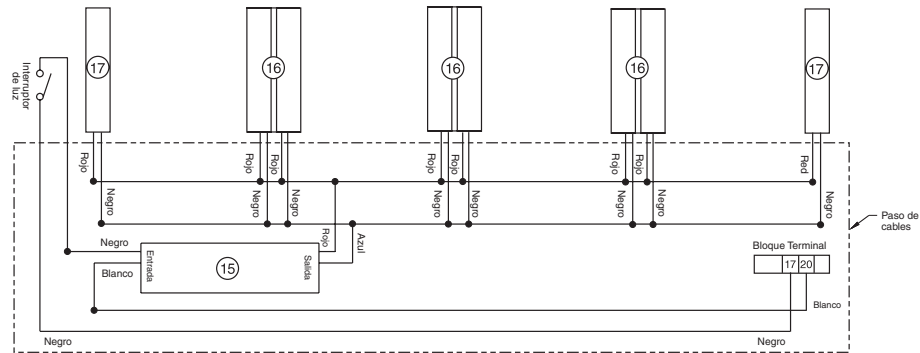 Interruptor
de luz
17
16
16
16
17
Rojo
Rojo
Rojo
Rojo
Rojo
Rojo
Rojo
Red
Negro
Negro
Negro
Negro
Negro
Negro
Negro
Negro
Paso de
cables
Negro
Blanco
Entrada
15
Salida
Rojo
Azul
Bloque Terminal
17 20
Blanco
Negro
Negro